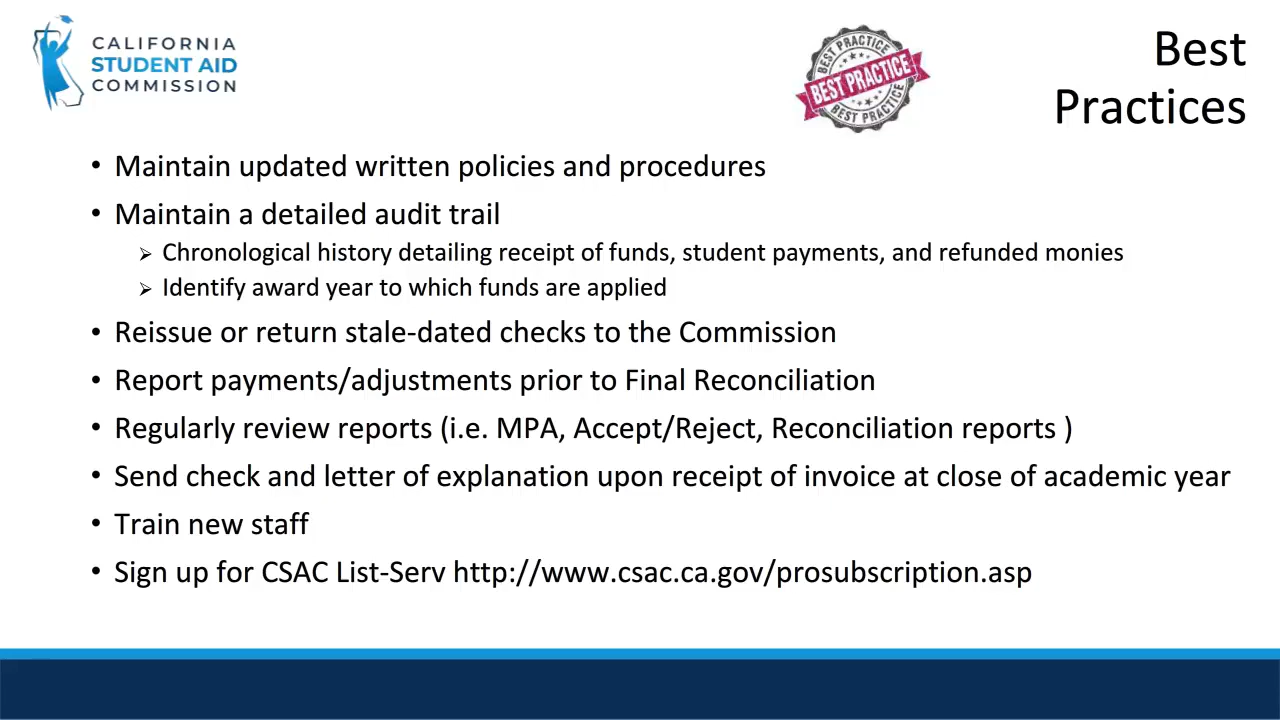 CALIFORNIA
STUDENT AID
COMMISSION
BEST PRACTICE
BEST PRACTICE
BEST PRACTICE
Best
Practices
• Maintain updated written policies and procedures
• Maintain a detailed audit trail
➢ Chronological history detailing receipt of funds, student payments, and refunded monies
➢ Identify award year to which funds are applied
• Reissue or return stale-dated checks to the Commission
• Report payments/adjustments prior to Final Reconciliation
• Regularly review reports (i.e. MPA, Accept/Reject, Reconciliation reports )
• Send check and letter of explanation upon receipt of invoice at close of academic year
• Train new staff
• Sign up for CSAC List-Serv http://www.csac.ca.gov/prosubscription.asp